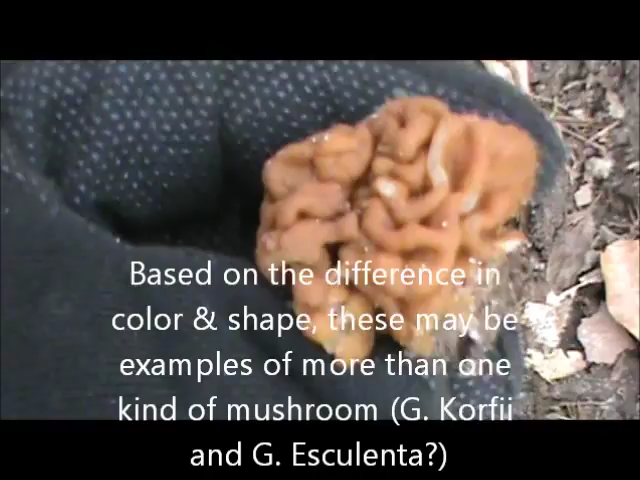 Based on the difference in
color & shape, these may be
examples of more than one
kind of mushroom (G. Korfii
and G. Esculenta?)